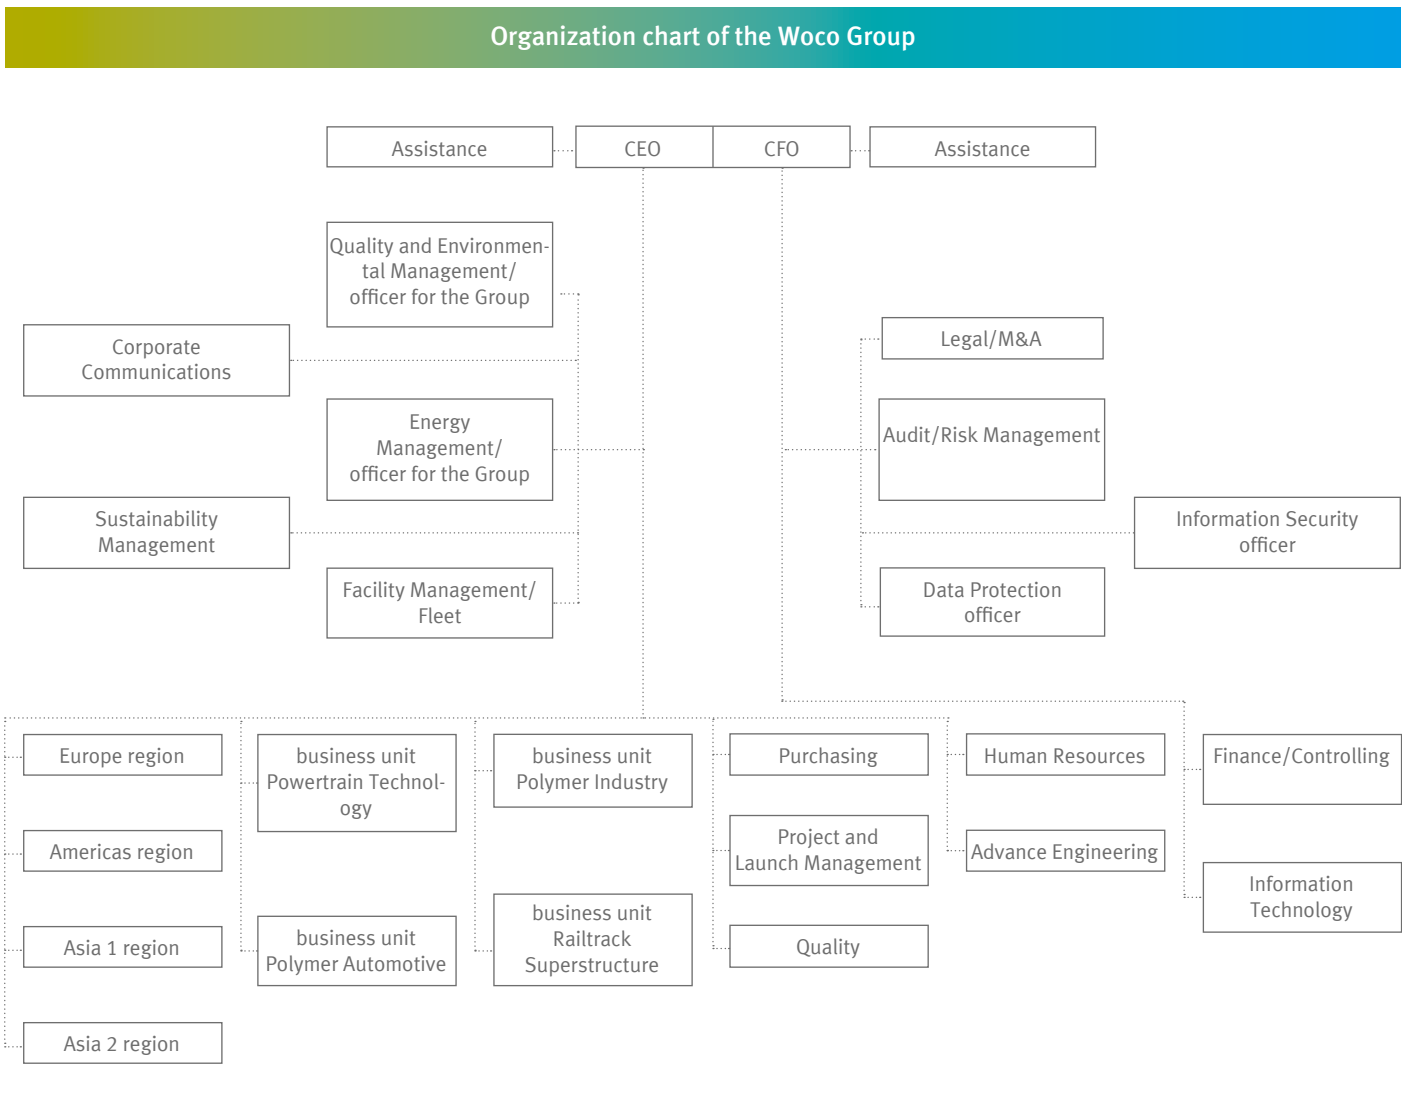 Organization chart of the Woco Group
Assistance
CEO
CFO
Assistance
Quality and Environmen-
tal Management/
officer for the Group
Corporate
Communications
Energy
Management/
officer for the Group
Sustainability
Management
Facility Management/
Fleet
Legal/M&A
Audit/Risk Management
Information Security
officer
Data Protection
officer
Europe region
Americas region
Asia 1 region
Asia 2 region
business unit
Powertrain Technol-
ogy
business unit
Polymer Automotive
business unit
Polymer Industry
business unit
Railtrack
Superstructure
Purchasing
Project and
Launch Management
Quality
Human Resources
Advance Engineering
Finance/Controlling
Information
Technology